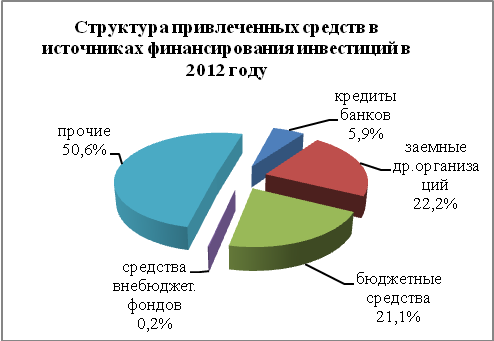 Структура привлеченных средств в
источниках финансирования инвестиций в
2012 году
кредиты
банков
5,9%
заемные
др.организа
ций
22,2%
бюджетные
средства
21,1%
средства
внебюджет.
фондов
0,2%
прочие
50,6%